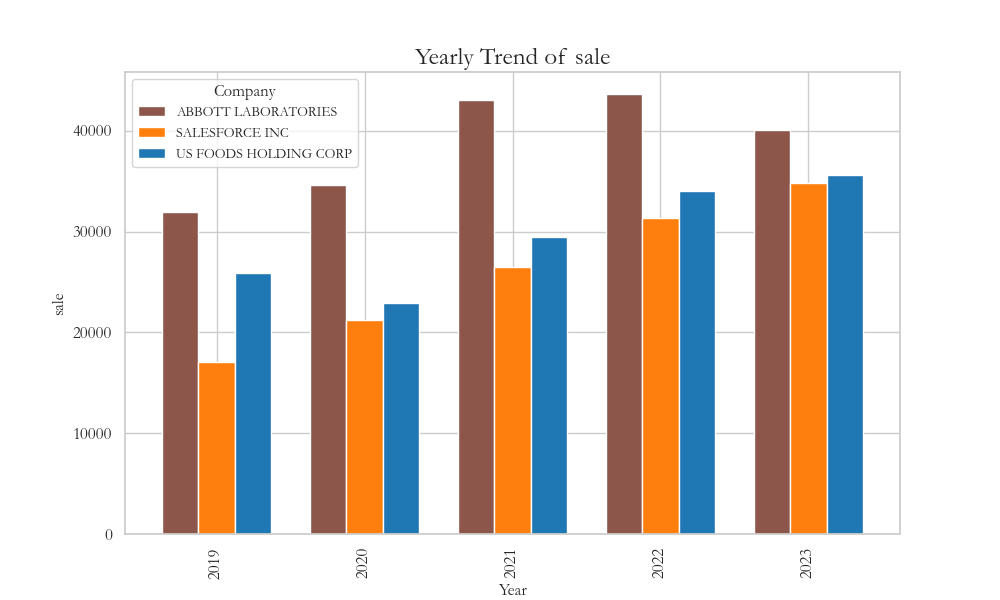 Yearly Trend of sale
Company
ABBOTT LABORATORIES
SALESFORCE INC
US FOODS HOLDING CORP
40000
30000
20000
10000
0
sale
2019
2020
2021
2022
2023
Year